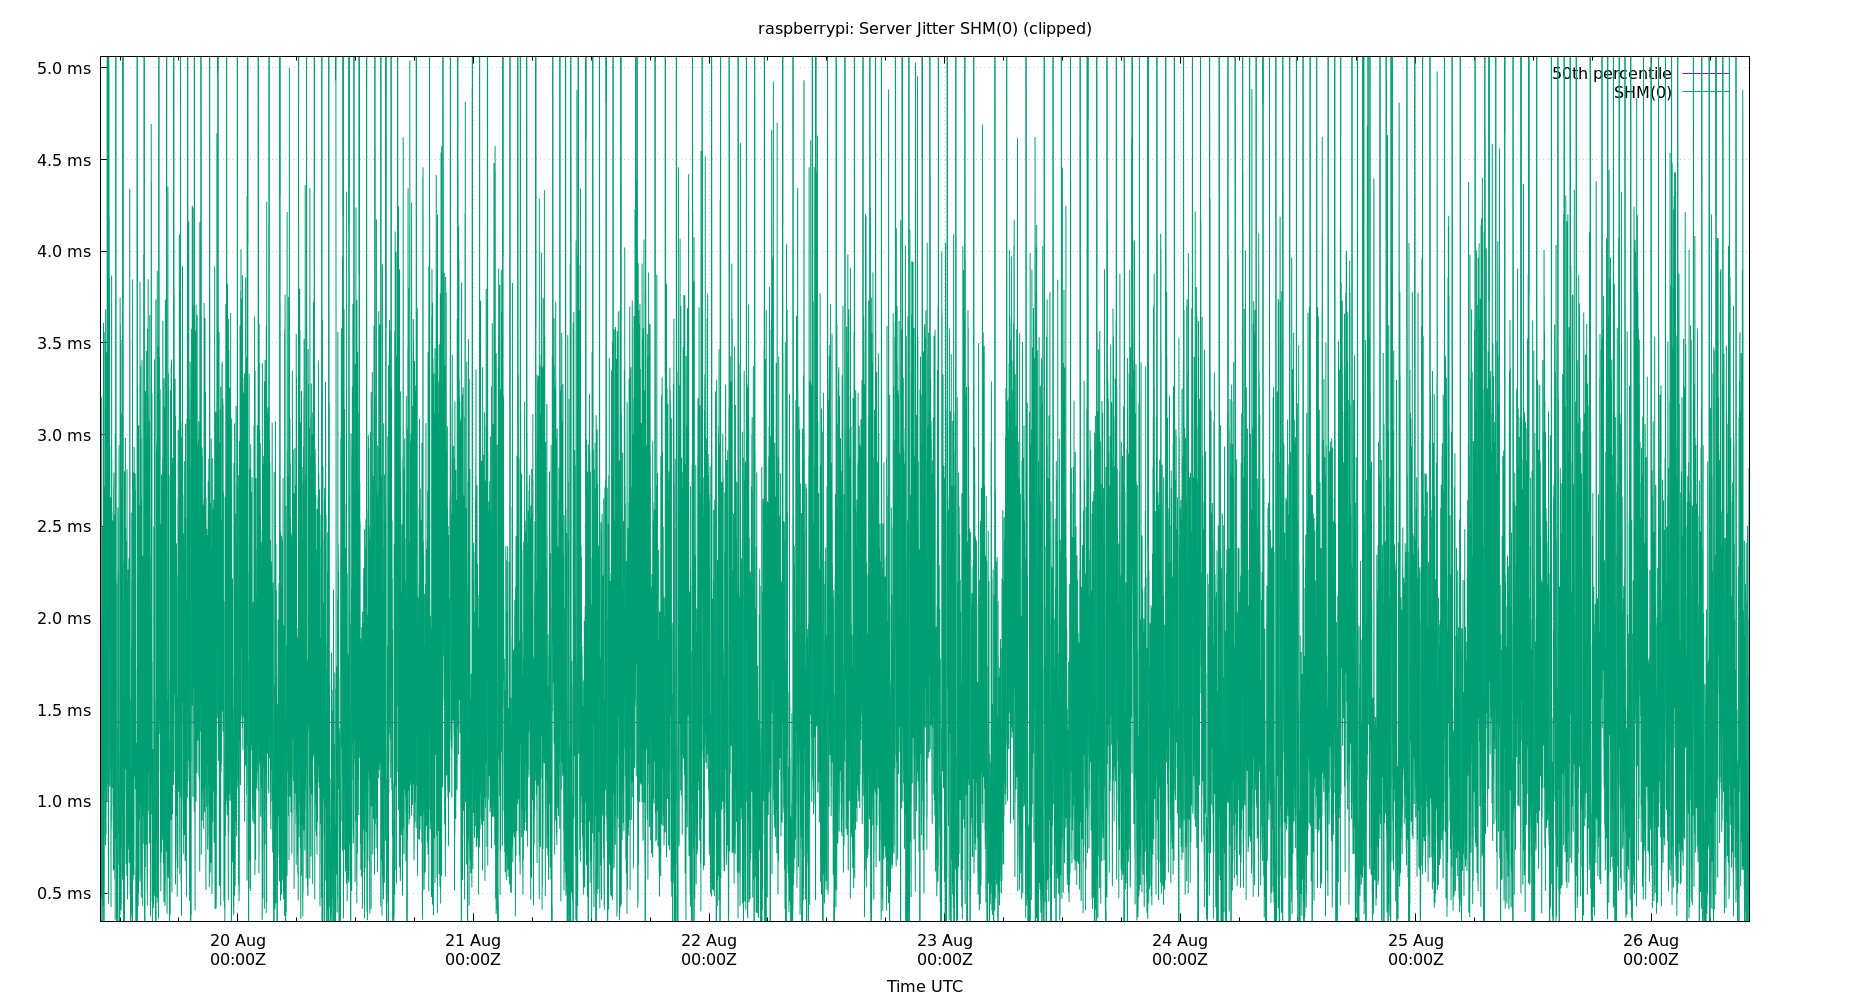 raspberrypi: Server Jitter SHM(0) (clipped)
5.0 ms
50th percentile
SHM(0)
4.5 ms
4.0 ms
3.5 ms
3.0 ms
2.5 ms
2.0 ms
1.5 ms
1.0 ms
0.5 ms
20 Aug 21 Aug 22 Aug 23 Aug 24 Aug 25 Aug 26 Aug
00:00Z 00:00Z 00:00Z 00:00Z 00:00Z 00:00Z 00:00Z
Time UTC